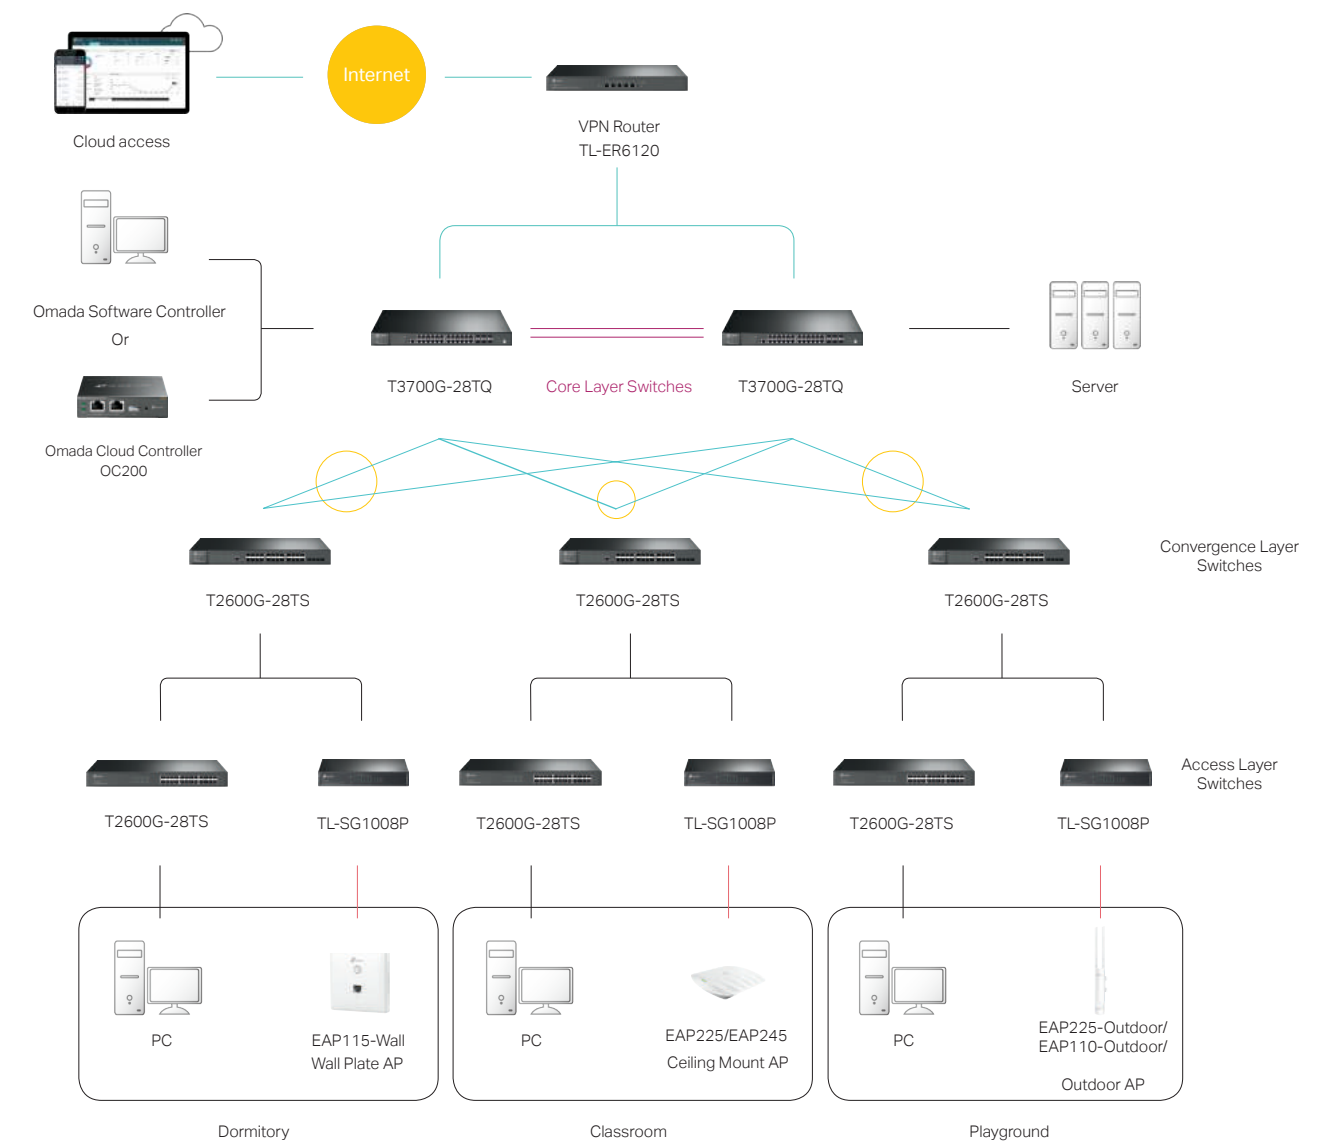 Internet
Cloud access
VPN Router
TL-ER6120
Omada Software Controller
Or
Omada Cloud Controller
OC200
T3700G-28TQ
Core Layer Switches
T3700G-28TQ
Server
T2600G-28TS
T2600G-28TS
T2600G-28TS
Convergence Layer
Switches
T2600G-28TS
TL-SG1008P
T2600G-28TS
TL-SG1008P
T2600G-28TS
TL-SG1008P
Access Layer
Switches
PC
EAP115-Wall
Wall Plate AP
PC
EAP225/EAP245
Ceiling Mount AP
PC
EAP225-Outdoor/
EAP110-Outdoor/
Outdoor AP
Dormitory
Classroom
Playground